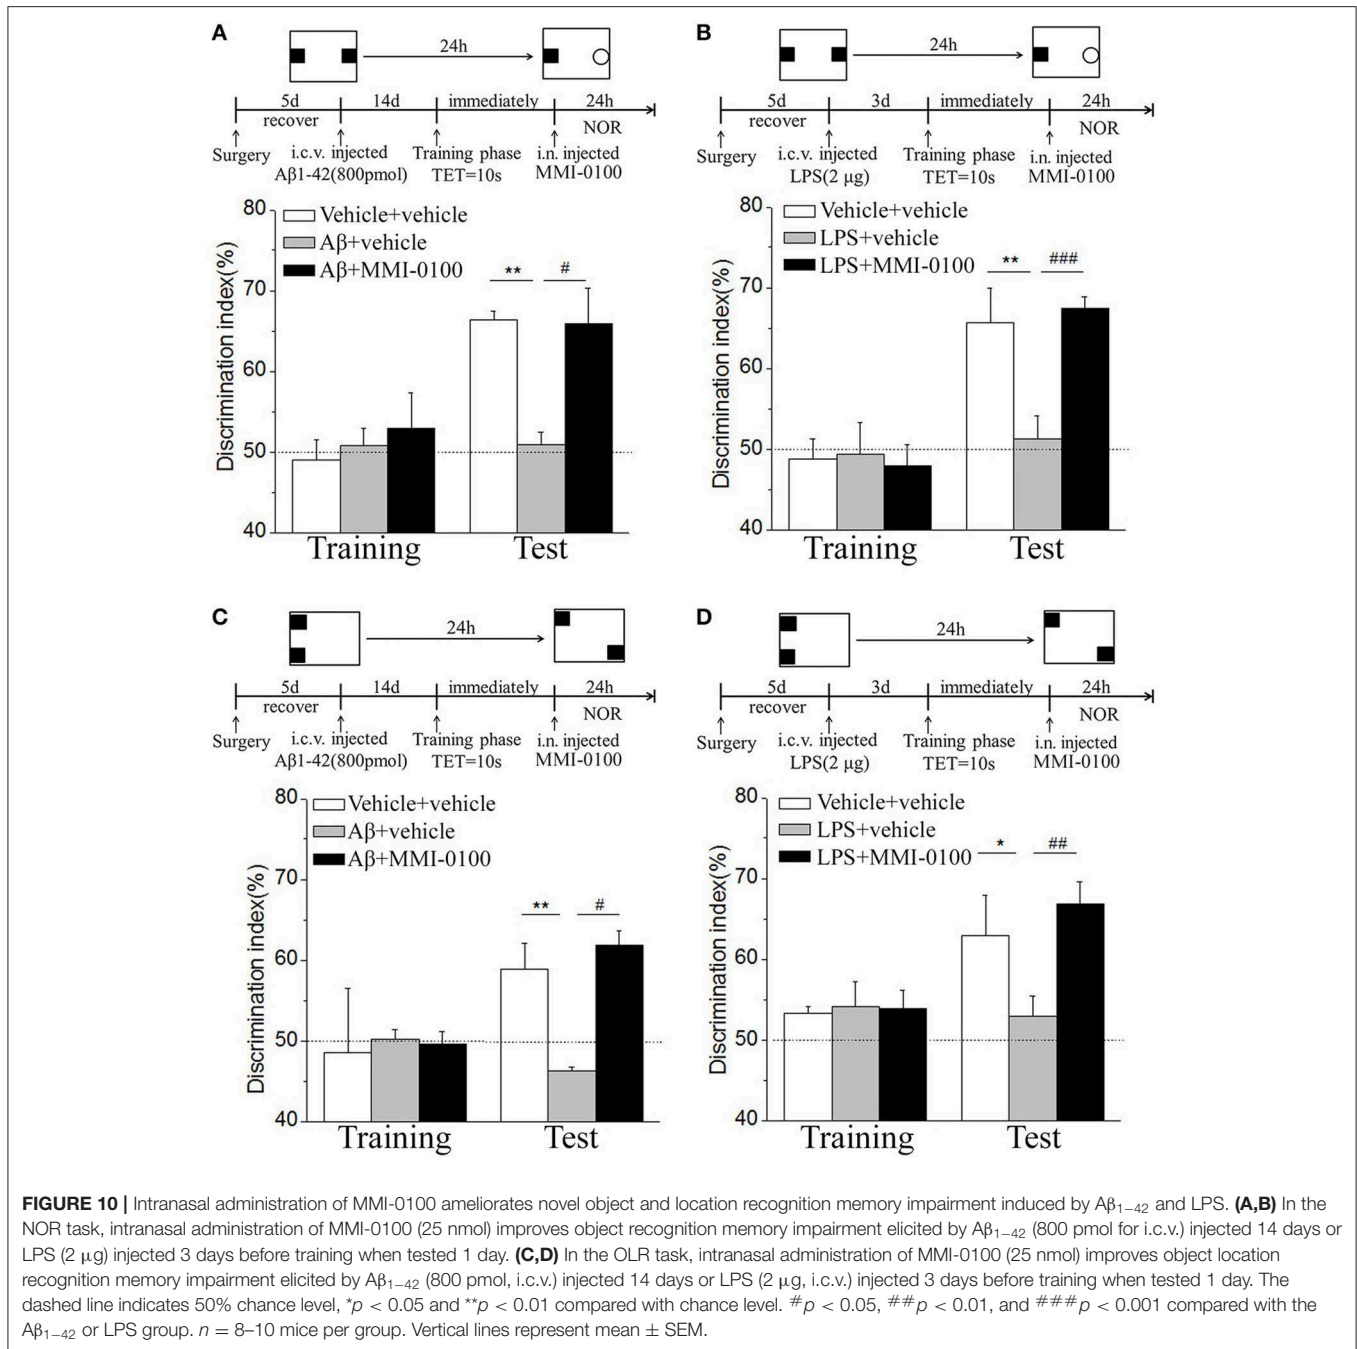 A
24h
5d 14d immediately 24h
recover NOR
Surgery i.c.v. injected Training phase i.n. injected
Aβ1-42(800pmol) TET=10s MMI-0100
80
70
60
50
40
Discrimination index(%)
Vehicle+vehicle
Aβ+vehicle
Aβ+MMI-0100
** #
Training Test
B
24h
5d 3d immediately 24h
recover NOR
Surgery i.c.v. injected Training phase i.n. injected
LPS(2 μg) TET=10s MMI-0100
80
70
60
50
40
Discrimination index(%)
Vehicle+vehicle
LPS+vehicle
LPS+MMI-0100
** ###
Training Test
C
24h
5d 14d immediately 24h
recover NOR
Surgery i.c.v. injected Training phase i.n. injected
Aβ1-42(800pmol) TET=10s MMI-0100
80
70
60
50
40
Discrimination index(%)
Vehicle+vehicle
Aβ+vehicle
Aβ+MMI-0100
** #
Training Test
D
24h
5d 3d immediately 24h
recover NOR
Surgery i.c.v. injected Training phase i.n. injected
LPS(2 μg) TET=10s MMI-0100
80
70
60
50
40
Discrimination index(%)
Vehicle+vehicle
LPS+vehicle
LPS+MMI-0100
* ##
Training Test
FIGURE 10 | Intranasal administration of MMI-0100 ameliorates novel object and location recognition memory impairment induced by Aβ1−42 and LPS. (A,B) In the
NOR task, intranasal administration of MMI-0100 (25 nmol) improves object recognition memory impairment elicited by Aβ1−42 (800 pmol for i.c.v.) injected 14 days or
LPS (2 μg) injected 3 days before training when tested 1 day. (C,D) In the OLR task, intranasal administration of MMI-0100 (25 nmol) improves object location
recognition memory impairment elicited by Aβ1−42 (800 pmol, i.c.v.) injected 14 days or LPS (2 μg, i.c.v.) injected 3 days before training when tested 1 day. The
dashed line indicates 50% chance level, *p < 0.05 and **p < 0.01 compared with chance level. #p < 0.05, ##p < 0.01, and ###p < 0.001 compared with the
Aβ1−42 or LPS group. n = 8–10 mice per group. Vertical lines represent mean ± SEM.